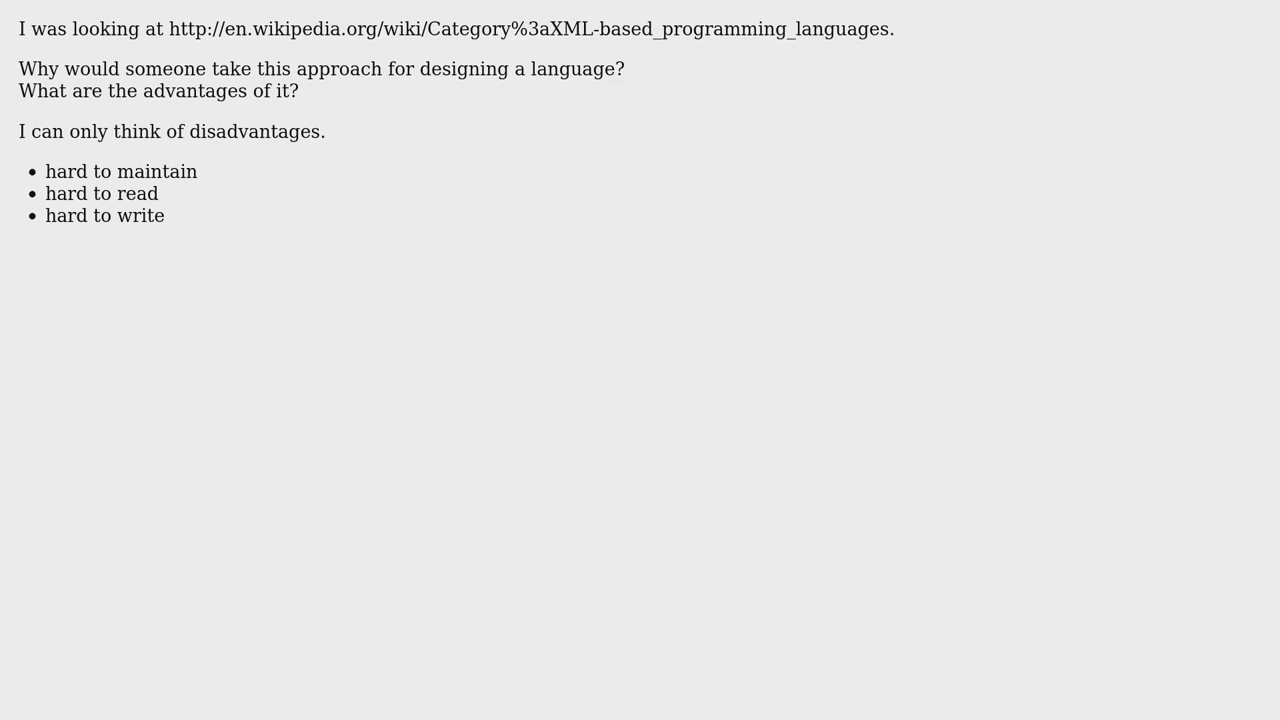 I was looking at http://en.wikipedia.org/wiki/Category%3aXML-based_programming_languages.
Why would someone take this approach for designing a language?
What are the advantages of it?
I can only think of disadvantages.
• hard to maintain
• hard to read
• hard to write